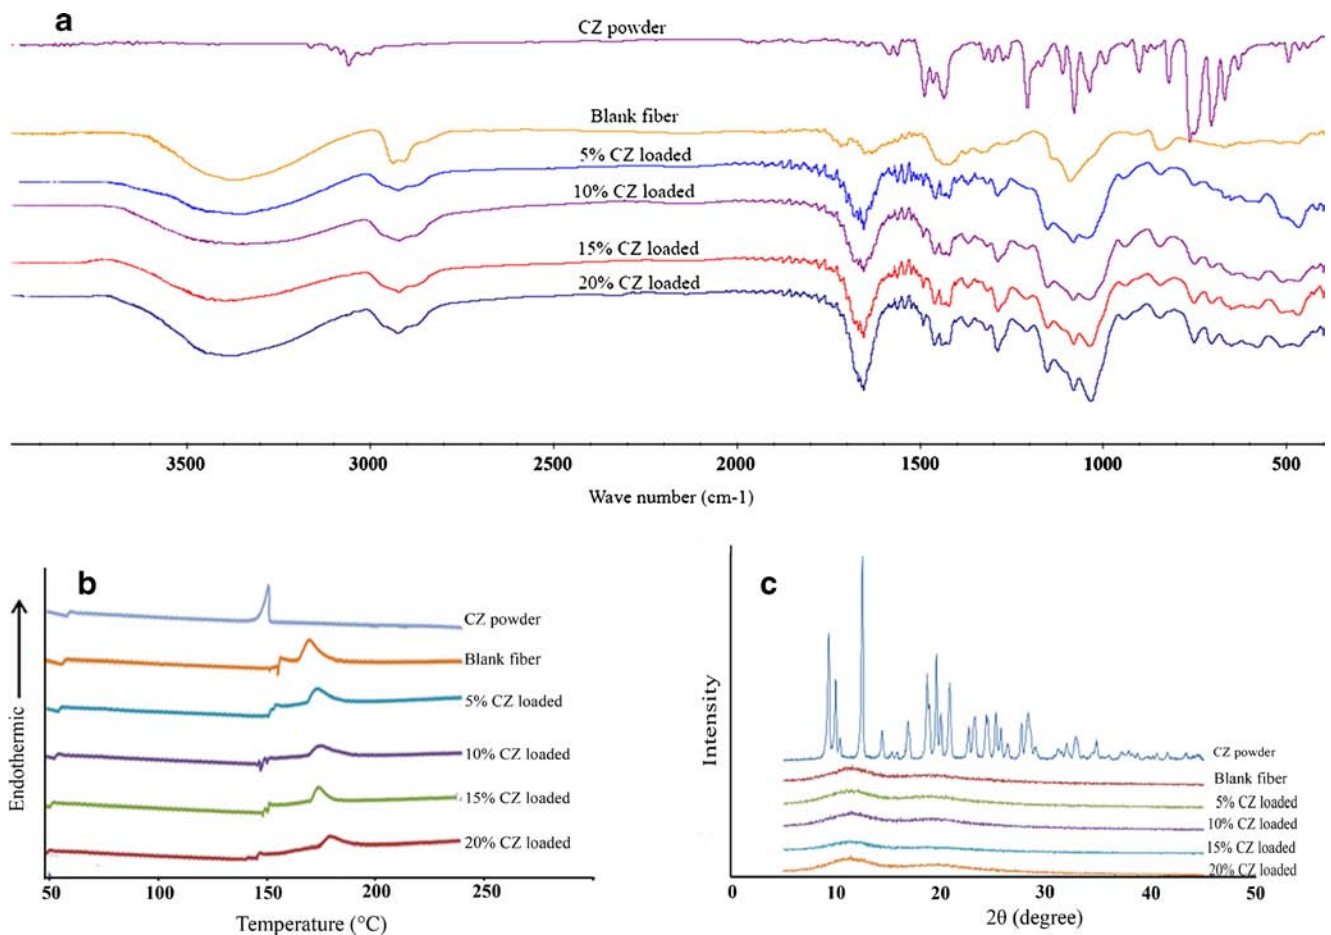 a
CZ powder
Blank fiber
5% CZ loaded
10% CZ loaded
15% CZ loaded
20% CZ loaded
3500 3000 2500 2000 1500 1000 500
Wave number (cm-1)
b
Endothermic
CZ powder
Blank fiber
5% CZ loaded
10% CZ loaded
15% CZ loaded
20% CZ loaded
50 100 150 200 250
Temperature (°C)
c
Intensity
CZ powder
Blank fiber
5% CZ loaded
10% CZ loaded
15% CZ loaded
20% CZ loaded
0 10 20 30 40 50
2θ (degree)